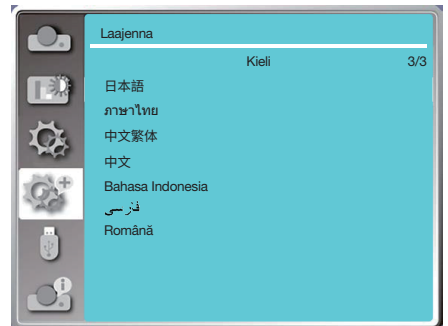 Laajenna
Kieli 3/3
日本語
ภาษาไทย
中文繁体
中文
Bahasa Indonesia
فارسی
Română